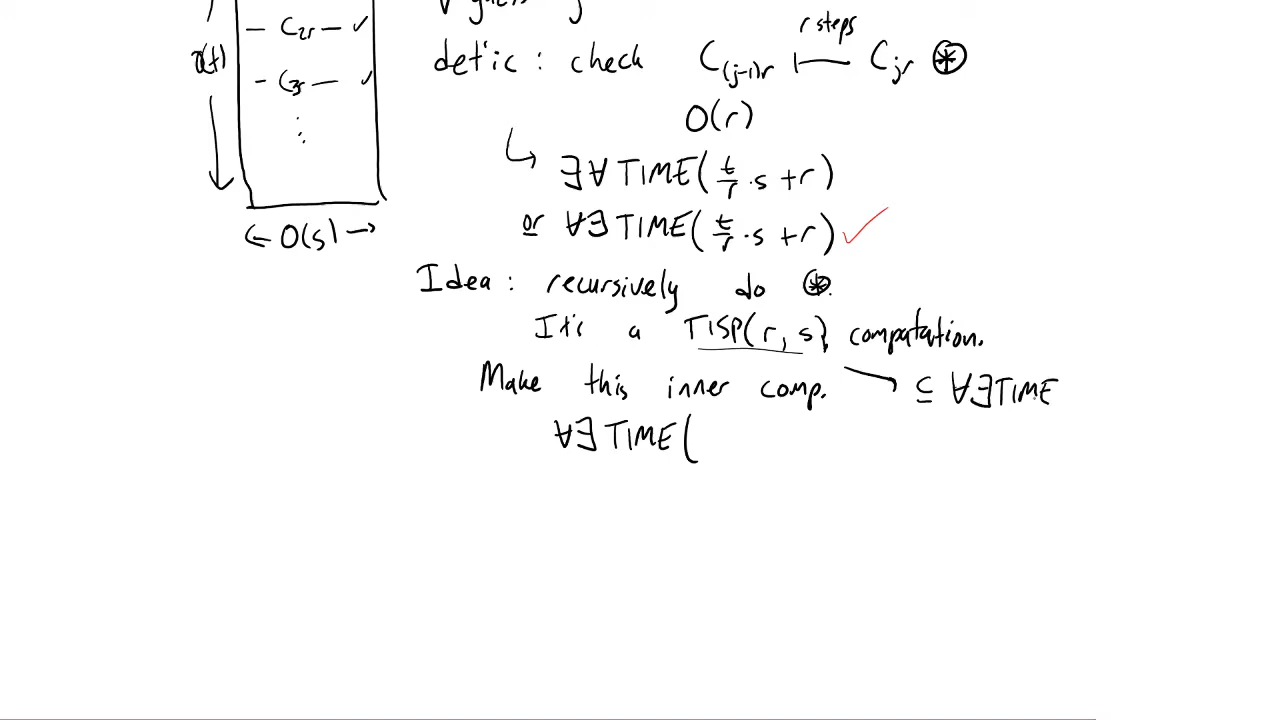 ∀ guess j
— C₂ᵣ — ✓
r steps
O(t)
det'ic : check C₍ⱼ₋₁₎ᵣ ⊢ Cⱼᵣ ⊛
- C₃ᵣ — ✓
O(r)
⋮
↳ ∃∀ TIME( t/r · s + r )
or ∀∃ TIME( t/r · s + r ) ✓
← O(s) →
Idea : recursively do ⊛.
It's a TISP(r, s) computation.
Make this inner comp. → ⊆ ∀∃TIME
∀∃ TIME(